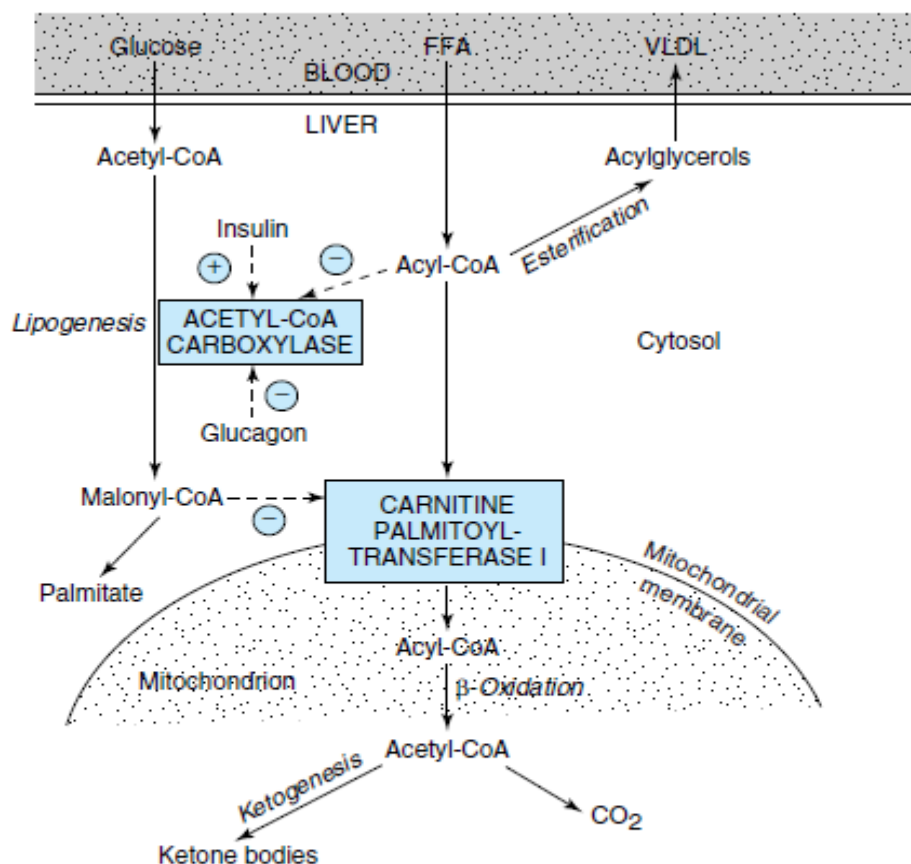 Glucose
FFA
VLDL
BLOOD
LIVER
Acetyl-CoA
Acylglycerols
Insulin
Esterification
+
−
Acyl-CoA
Lipogenesis
ACETYL-CoA
CARBOXYLASE
Cytosol
−
Glucagon
Malonyl-CoA
−
CARNITINE
PALMITOYL-
TRANSFERASE I
Mitochondrial
membrane
Palmitate
Acyl-CoA
Mitochondrion
β-Oxidation
Acetyl-CoA
Ketogenesis
CO2
Ketone bodies